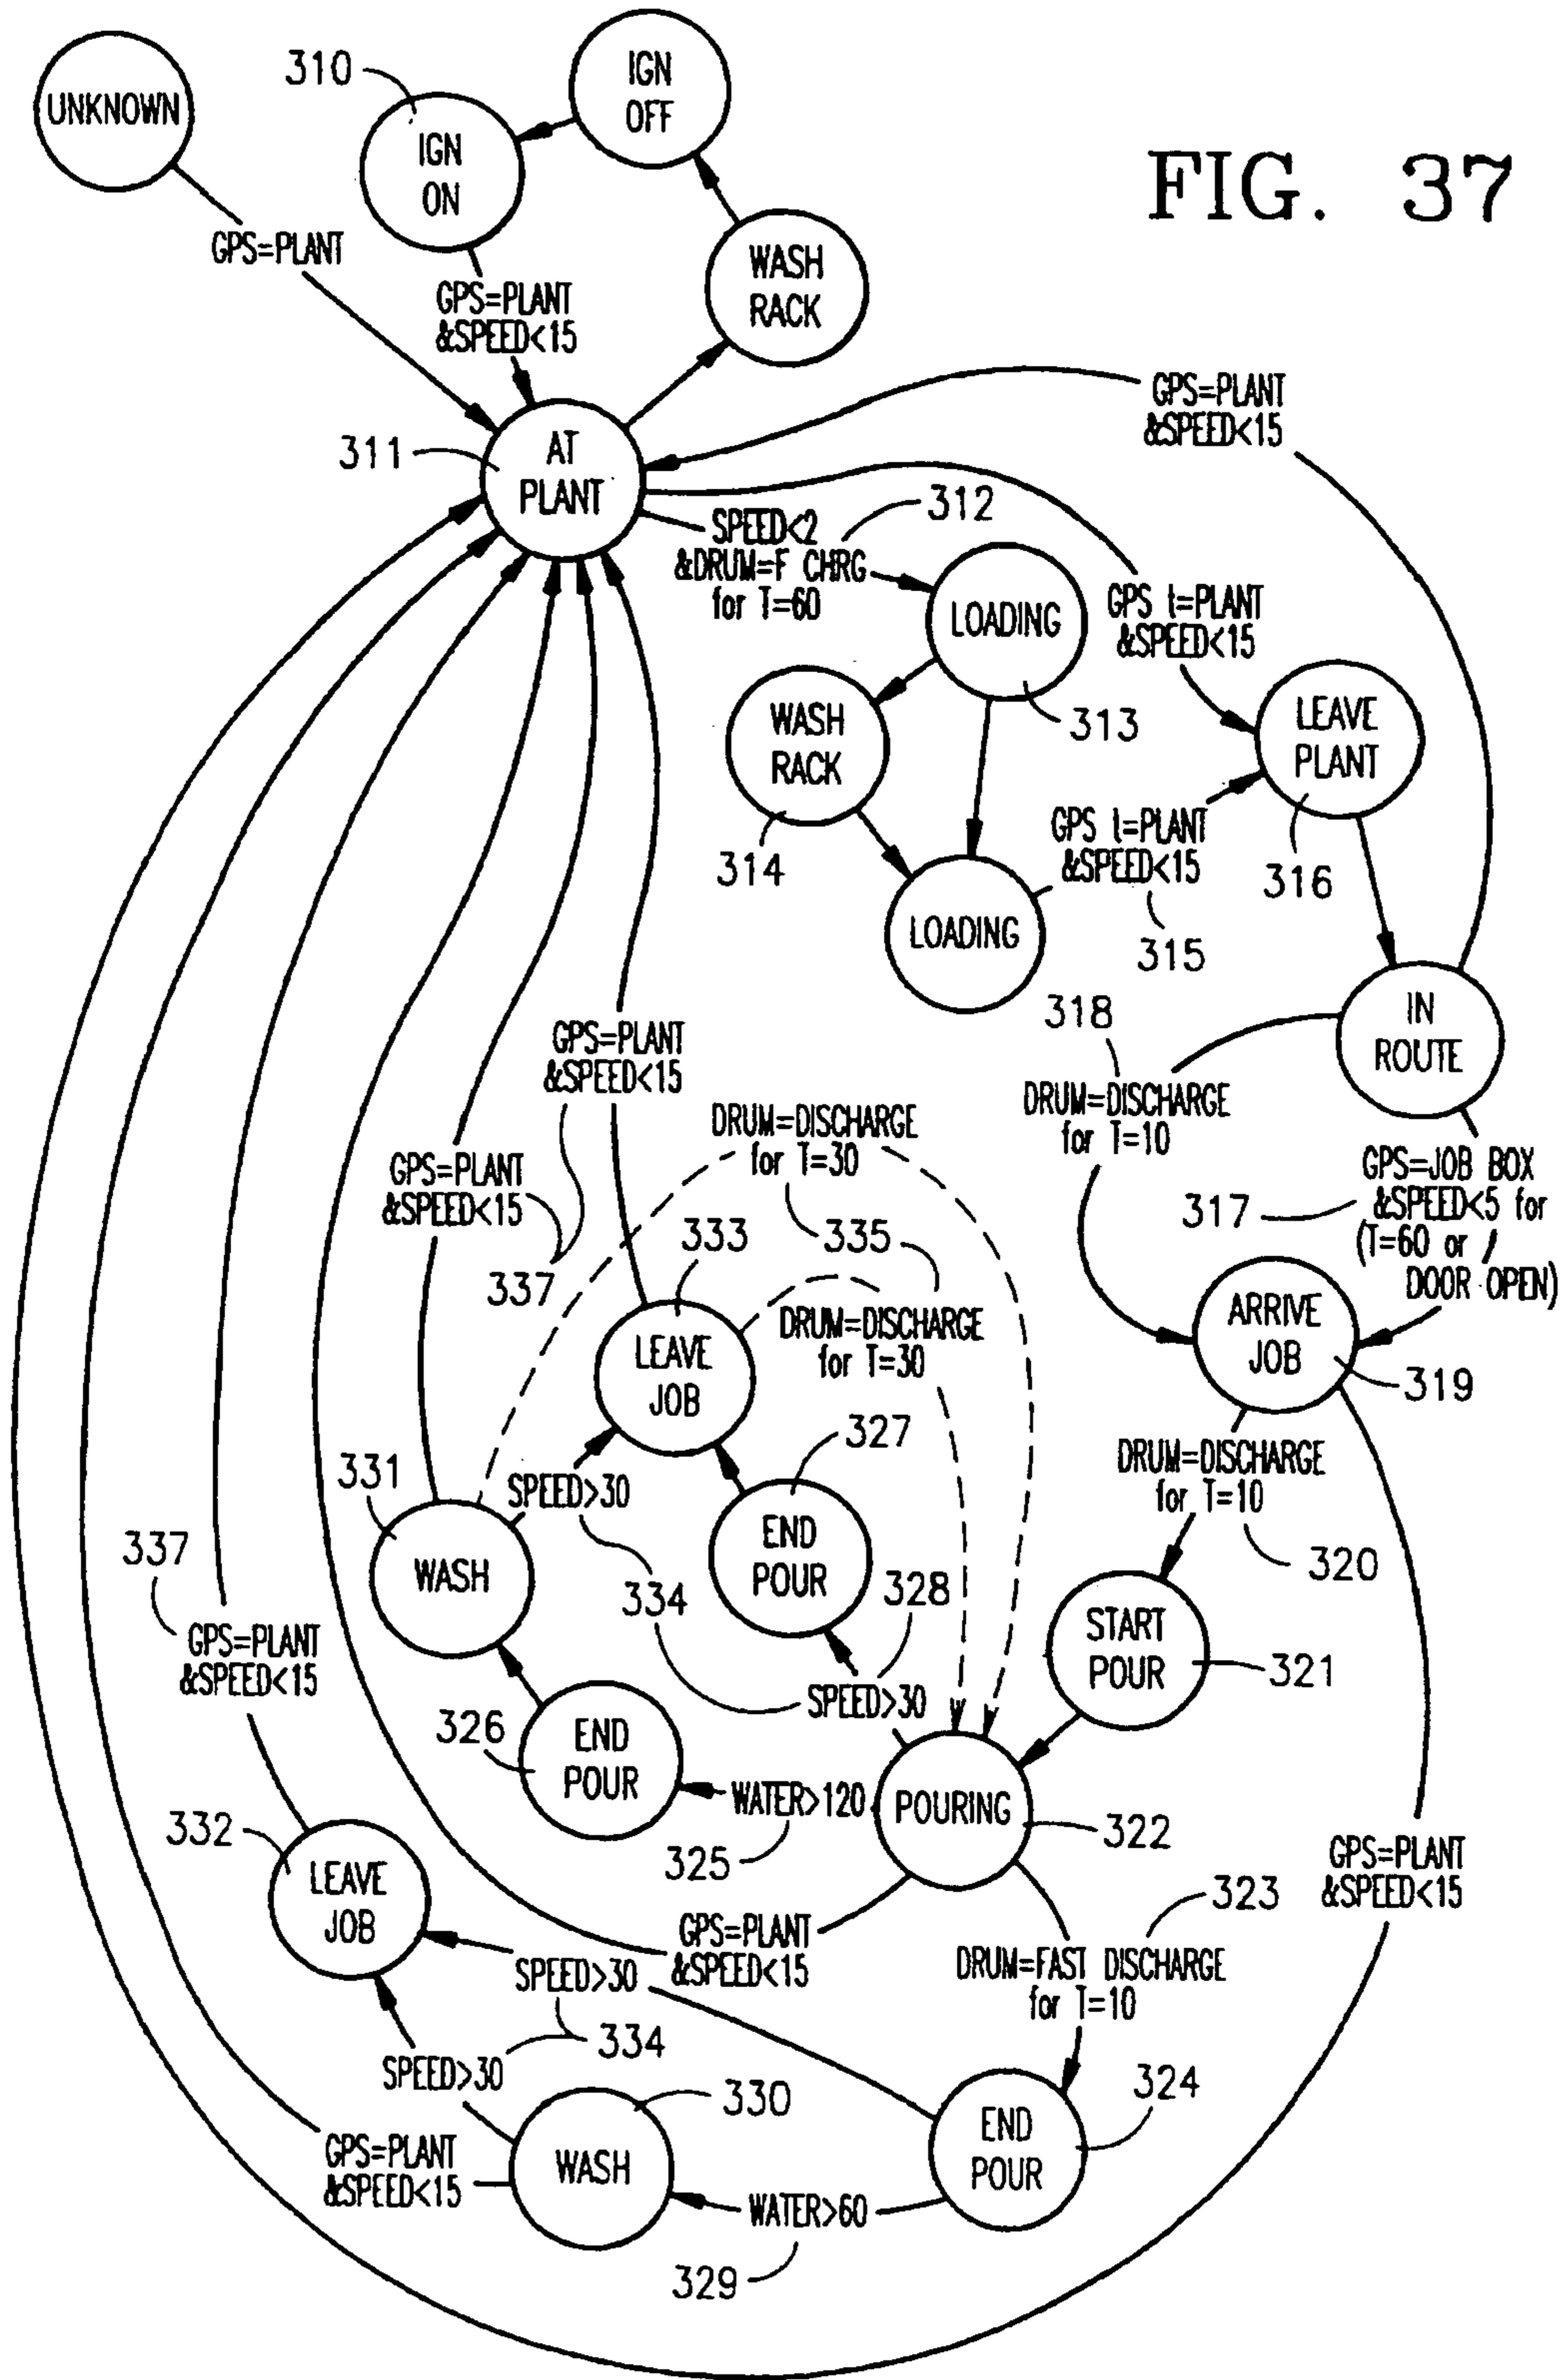 FIG. 37
UNKNOWN
310
IGN
ON
IGN
OFF
WASH
RACK
GPS=PLANT
GPS=PLANT
&SPEED<15
311
AT
PLANT
GPS=PLANT
&SPEED<15
SPEED<2
&DRUM=F CHRG
for T=60
312
LOADING
313
GPS t=PLANT
&SPEED<15
WASH
RACK
314
LEAVE
PLANT
316
GPS l=PLANT
&SPEED<15
315
LOADING
IN
ROUTE
318
DRUM=DISCHARGE
for T=10
317
GPS=JOB BOX
&SPEED<5 for
(T=60 or
DOOR OPEN)
GPS=PLANT
&SPEED<15
GPS=PLANT
&SPEED<15
337
DRUM=DISCHARGE
for T=30
335
333
LEAVE
JOB
DRUM=DISCHARGE
for T=30
ARRIVE
JOB
319
DRUM=DISCHARGE
for T=10
320
327
END
POUR
331
WASH
SPEED>30
334
328
SPEED>30
START
POUR
321
337
GPS=PLANT
&SPEED<15
326
END
POUR
WATER>120
325
POURING
322
332
LEAVE
JOB
GPS=PLANT
&SPEED<15
GPS=PLANT
&SPEED<15
323
DRUM=FAST DISCHARGE
for T=10
SPEED>30
334
SPEED>30
330
WASH
324
END
POUR
GPS=PLANT
&SPEED<15
WATER>60
329